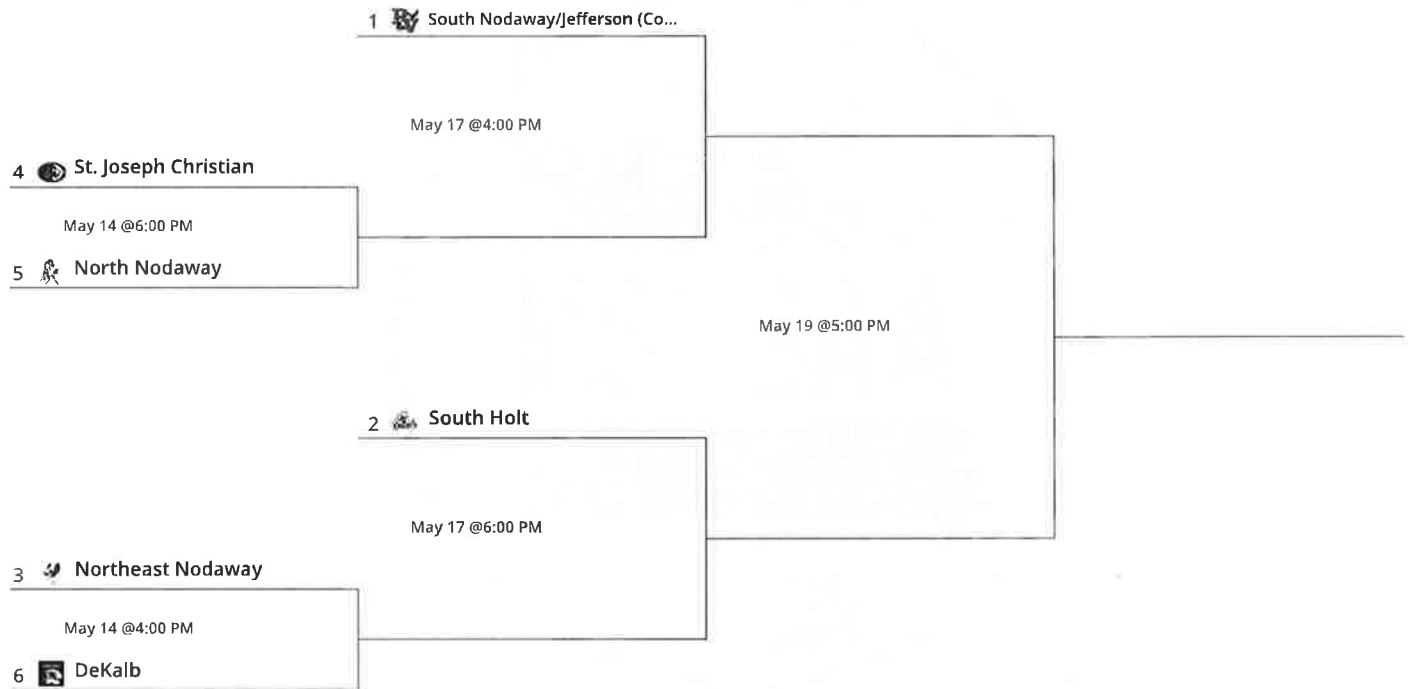 1 South Nodaway/Jefferson (Co...
May 17 @4:00 PM
4 St. Joseph Christian
May 14 @6:00 PM
5 North Nodaway
May 19 @5:00 PM
2 South Holt
May 17 @6:00 PM
3 Northeast Nodaway
May 14 @4:00 PM
6 DeKalb